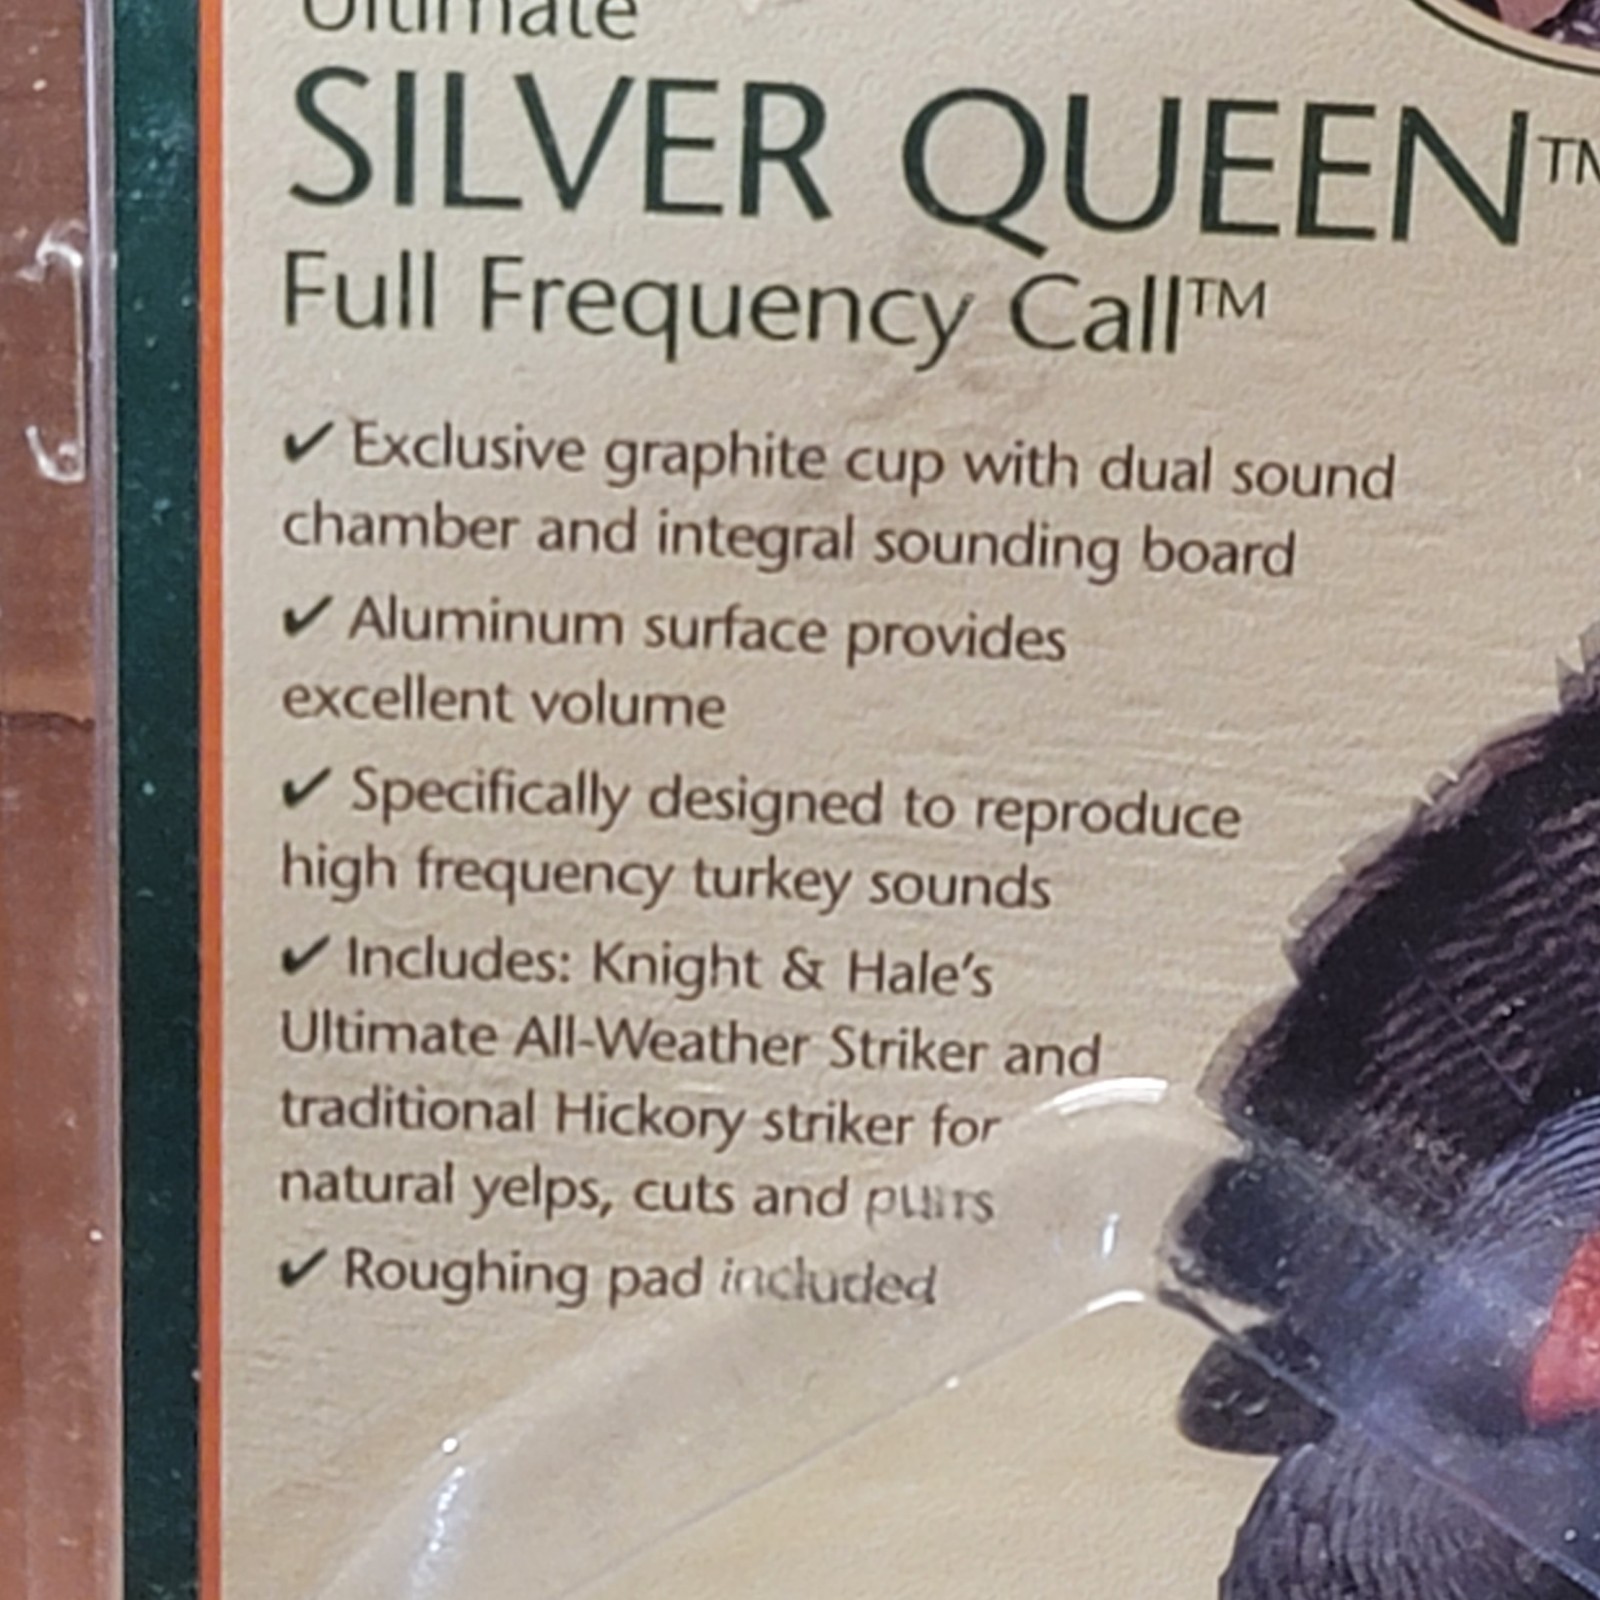 Ultimate
SILVER QUEEN™
Full Frequency Call™
✔ Exclusive graphite cup with dual sound
chamber and integral sounding board
✔ Aluminum surface provides
excellent volume
✔ Specifically designed to reproduce
high frequency turkey sounds
✔ Includes: Knight & Hale's
Ultimate All-Weather Striker and
traditional Hickory striker for
natural yelps, cuts and purrs
✔ Roughing pad included